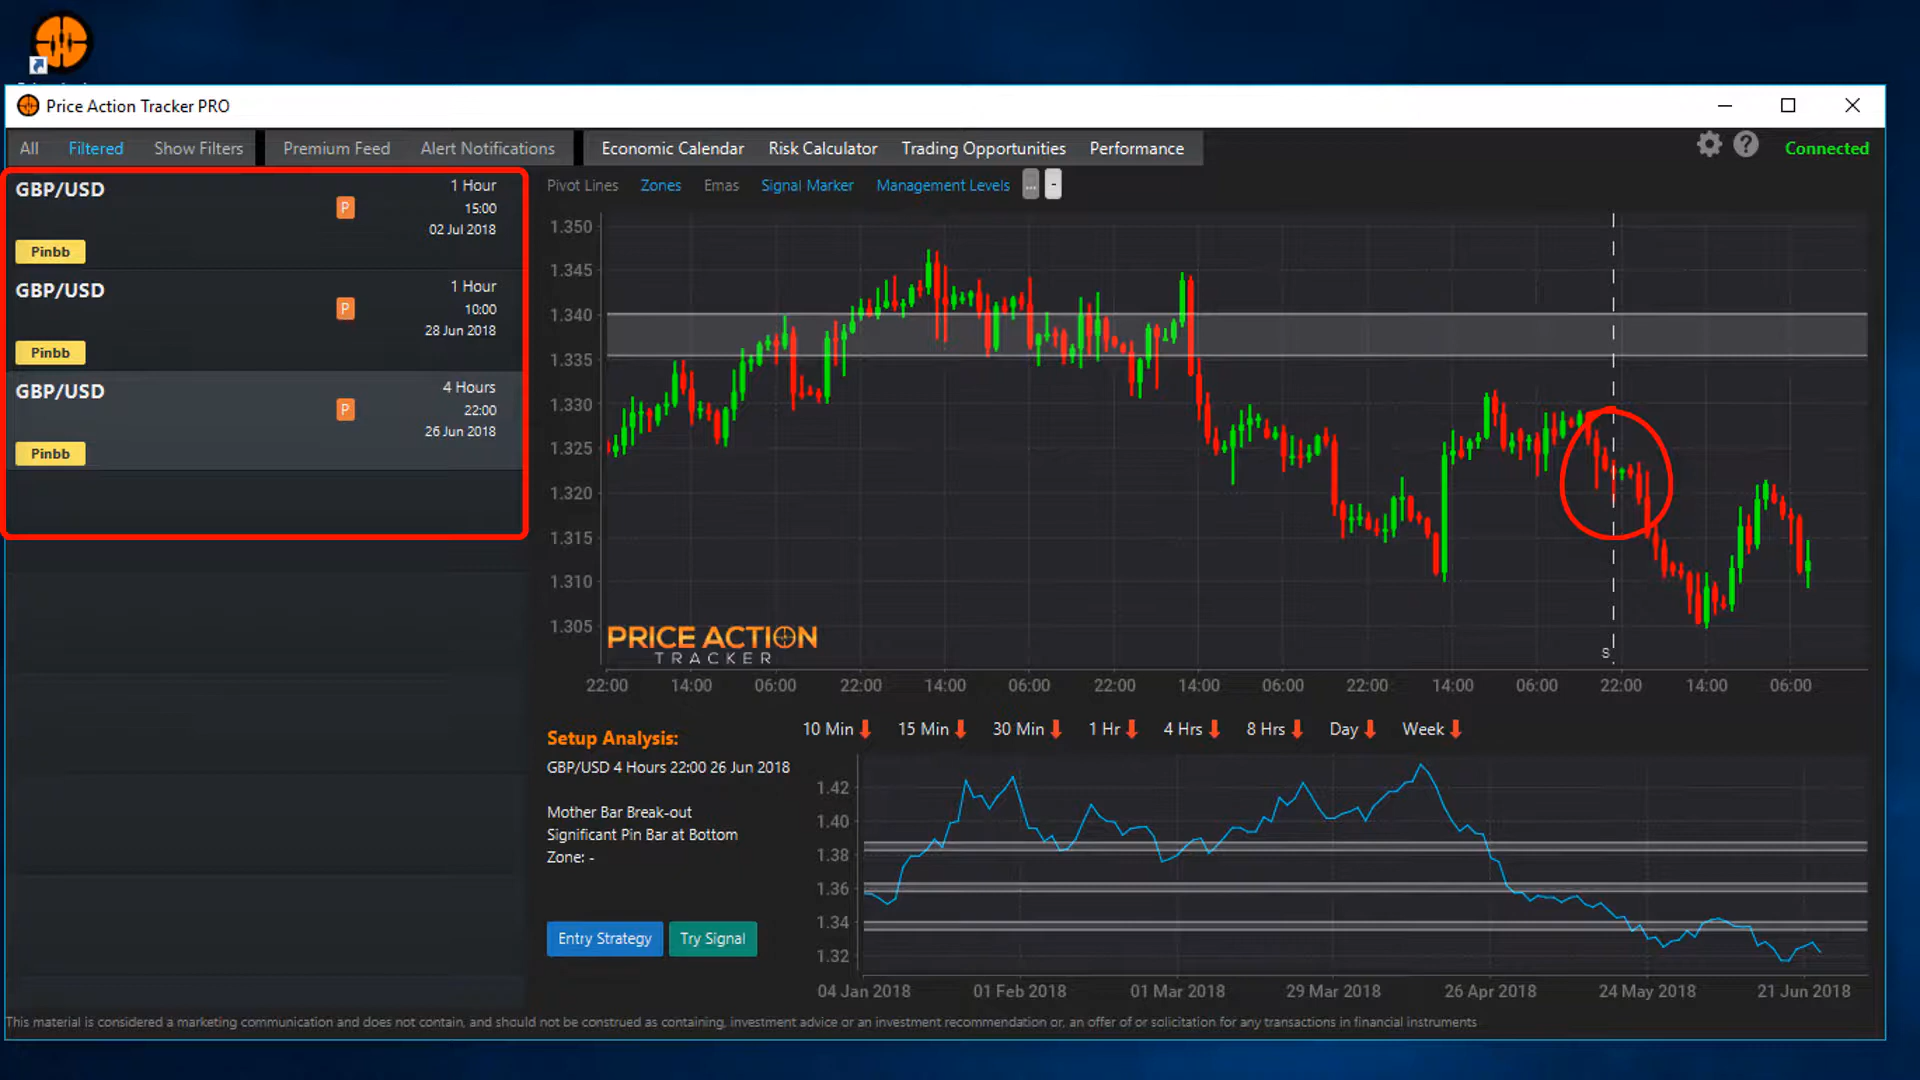 Price Action Tracker PRO
All Filtered Show Filters Premium Feed Alert Notifications Economic Calendar Risk Calculator Trading Opportunities Performance ? Connected
GBP/USD
P
1 Hour
15:00
02 Jul 2018
Pinbb
GBP/USD
P
1 Hour
10:00
28 Jun 2018
Pinbb
GBP/USD
P
4 Hours
22:00
26 Jun 2018
Pinbb
Pivot Lines Zones Emas Signal Marker Management Levels ... -
1.350
1.345
1.340
1.335
1.330
1.325
1.320
1.315
1.310
1.305
PRICE ACTION
TRACKER
S
22:00 14:00 06:00 22:00 14:00 06:00 22:00 14:00 06:00 22:00 14:00 06:00 22:00 14:00 06:00
10 Min 15 Min 30 Min 1 Hr 4 Hrs 8 Hrs Day Week
Setup Analysis:
GBP/USD 4 Hours 22:00 26 Jun 2018
Mother Bar Break-out
Significant Pin Bar at Bottom
Zone: -
Entry Strategy Try Signal
1.42
1.40
1.38
1.36
1.34
1.32
04 Jan 2018 01 Feb 2018 01 Mar 2018 29 Mar 2018 26 Apr 2018 24 May 2018 21 Jun 2018
This material is considered a marketing communication and does not contain, and should not be construed as containing, investment advice or an investment recommendation or, an offer of or solicitation for any transactions in financial instruments